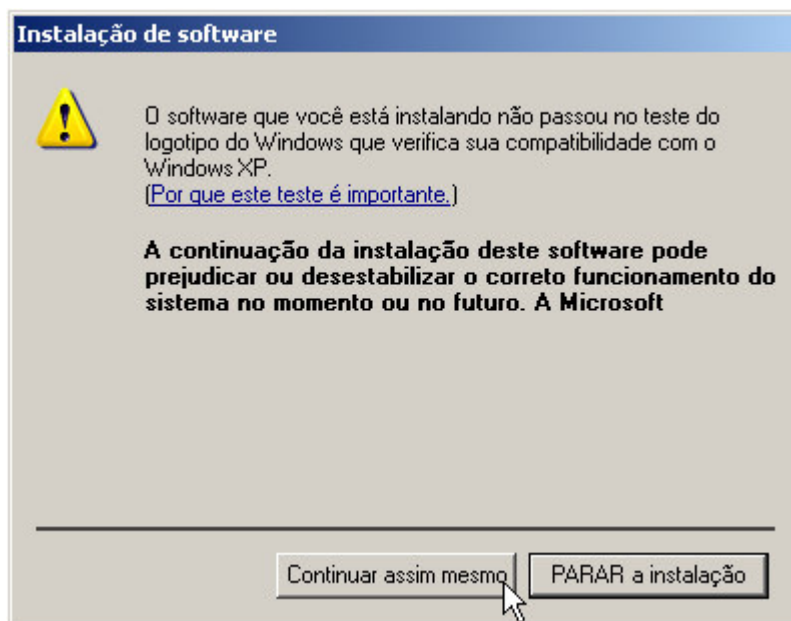 Instalação de software
O software que você está instalando não passou no teste do
logotipo do Windows que verifica sua compatibilidade com o
Windows XP.
(Por que este teste é importante.)
A continuação da instalação deste software pode
prejudicar ou desestabilizar o correto funcionamento do
sistema no momento ou no futuro. A Microsoft
Continuar assim mesmo
PARAR a instalação